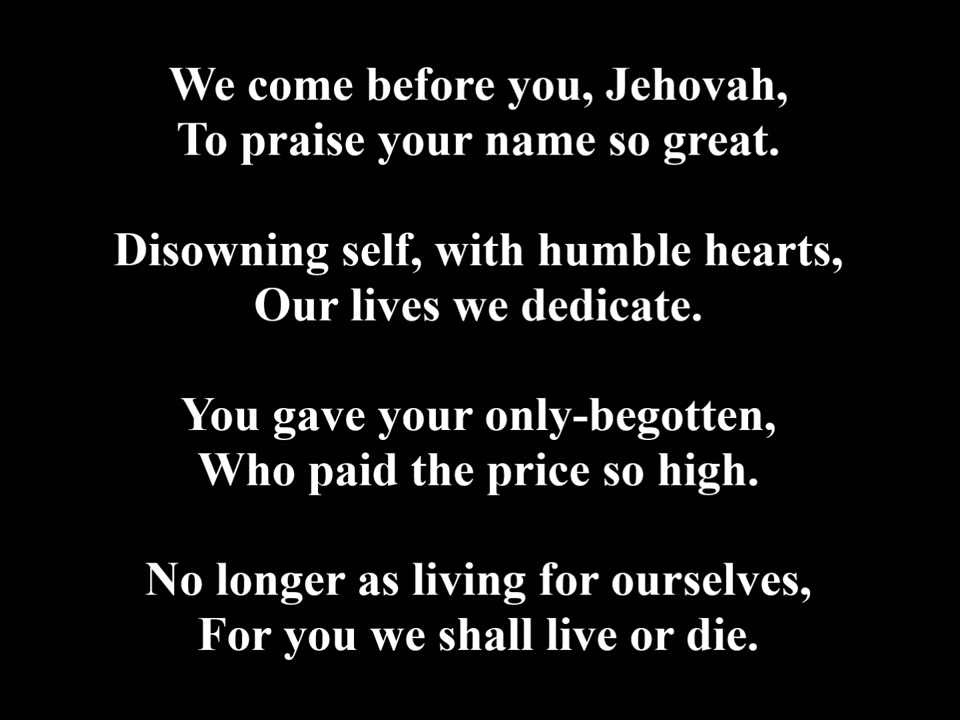 We come before you, Jehovah,
To praise your name so great.
Disowning self, with humble hearts,
Our lives we dedicate.
You gave your only-begotten,
Who paid the price so high.
No longer as living for ourselves,
For you we shall live or die.